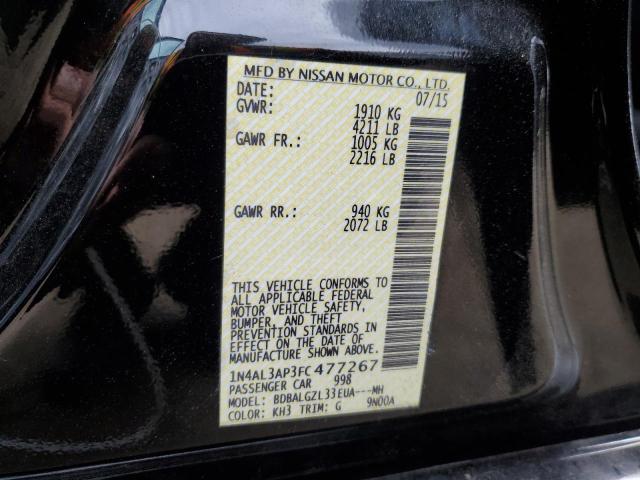 MFD BY NISSAN MOTOR CO., LTD.
DATE: 07/15
GVWR: 1910 KG
4211 LB
GAWR FR.: 1005 KG
2216 LB
GAWR RR.: 940 KG
2072 LB
THIS VEHICLE CONFORMS TO
ALL APPLICABLE FEDERAL
MOTOR VEHICLE SAFETY,
BUMPER, AND THEFT
PREVENTION STANDARDS IN
EFFECT ON THE DATE OF
MANUFACTURE SHOWN ABOVE.
1N4AL3AP3FC477267
PASSENGER CAR 998
MODEL: BDBALGZL33EUA---MH
COLOR: KH3 TRIM: G 9N00A